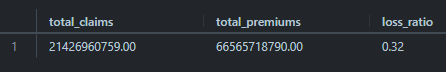 total_claims total_premiums loss_ratio
1 21426960759.00 66565718790.00 0.32